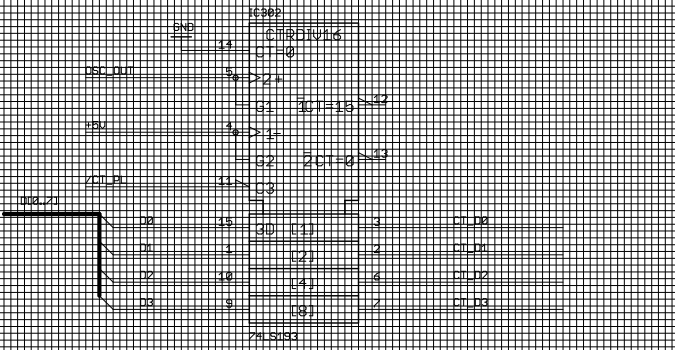 IC302
GND
CTRDIV16
14
CT=0
OSC_OUT
5
2+
G1
1CT=15
12
+5V
4
1-
G2
2CT=0
13
/CT_PL
11
C3
D[0..7]
D0
15
3D
[1]
3
CT_D0
D1
1
[2]
2
CT_D1
D2
10
[4]
6
CT_D2
D3
9
[8]
7
CT_D3
74LS193